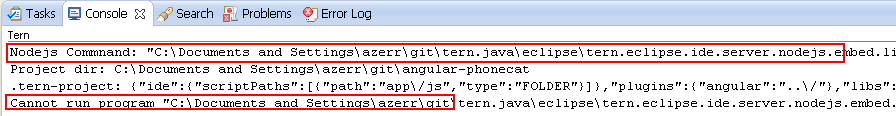 Tasks Console Search Problems Error Log
Tern
Nodejs Commnand: "C:\Documents and Settings\azerr\git\tern.java\eclipse\tern.eclipse.ide.server.nodejs.embed.li
Project dir: C:\Documents and Settings\azerr\git\angular-phonecat
.tern-project: {"ide":{"scriptPaths":[{"path":"app\/js","type":"FOLDER"}]},"plugins":{"angular":"..\/"},"libs":
Cannot run program "C:\Documents and Settings\azerr\git\tern.java\eclipse\tern.eclipse.ide.server.nodejs.embed.